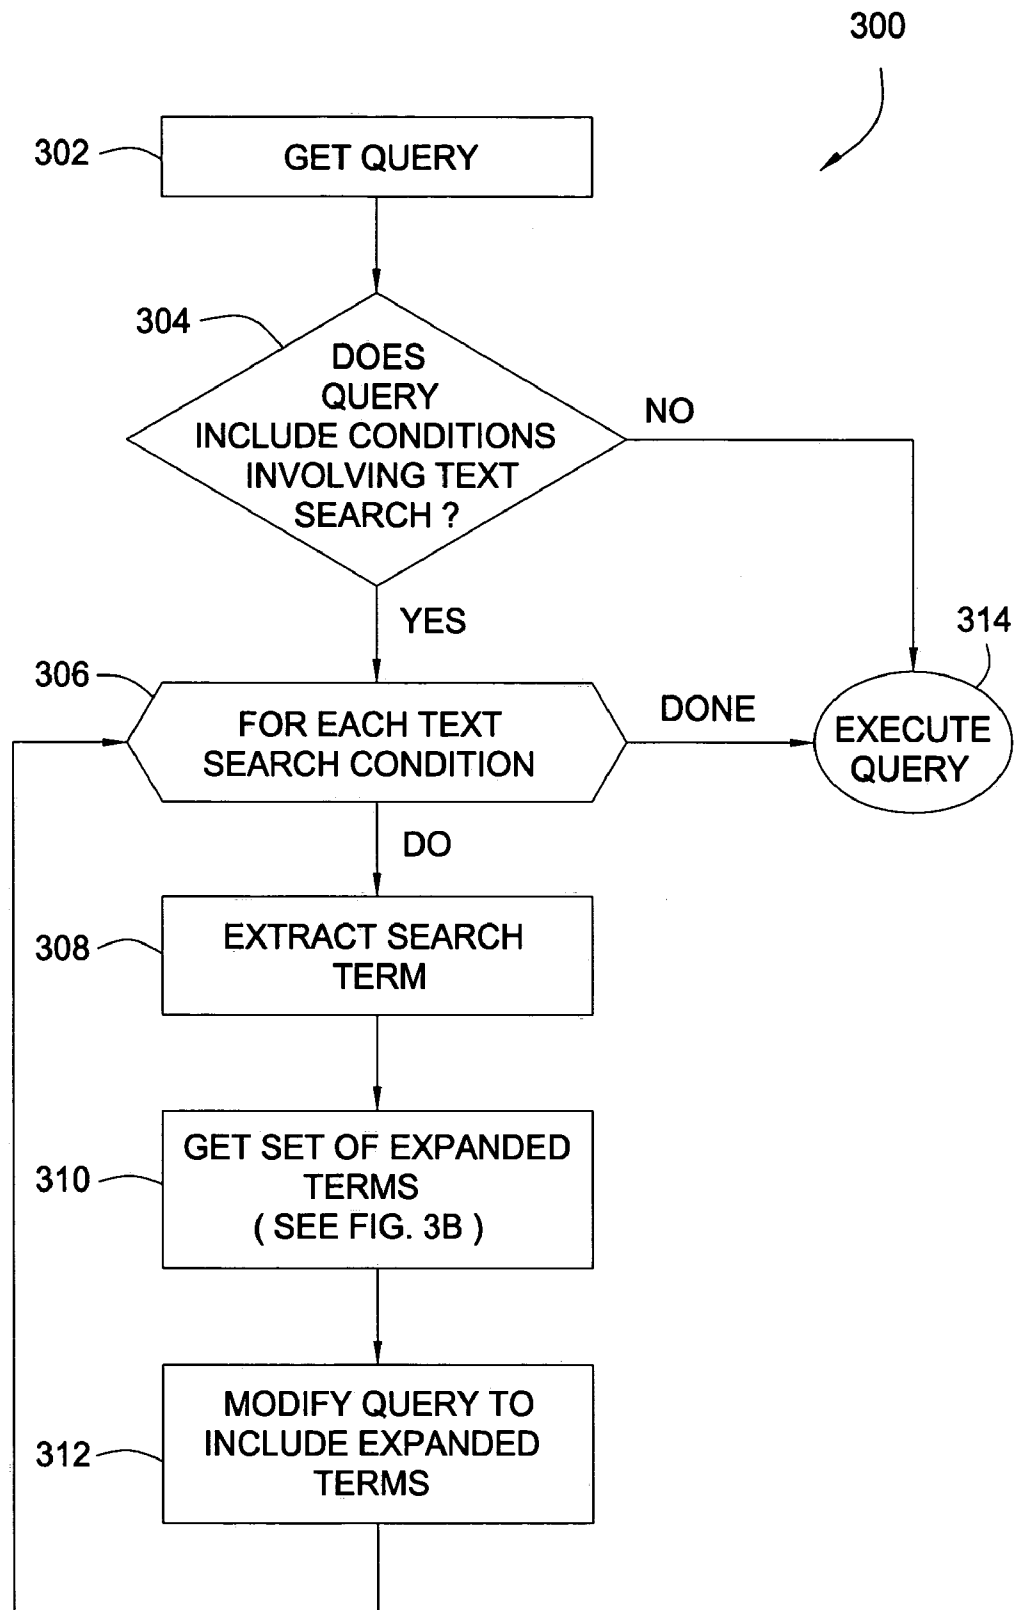 300
302
GET QUERY
304
DOES
QUERY
INCLUDE CONDITIONS
INVOLVING TEXT
SEARCH ?
NO
YES
314
306
FOR EACH TEXT
SEARCH CONDITION
DONE
EXECUTE
QUERY
DO
308
EXTRACT SEARCH
TERM
310
GET SET OF EXPANDED
TERMS
( SEE FIG. 3B )
312
MODIFY QUERY TO
INCLUDE EXPANDED
TERMS